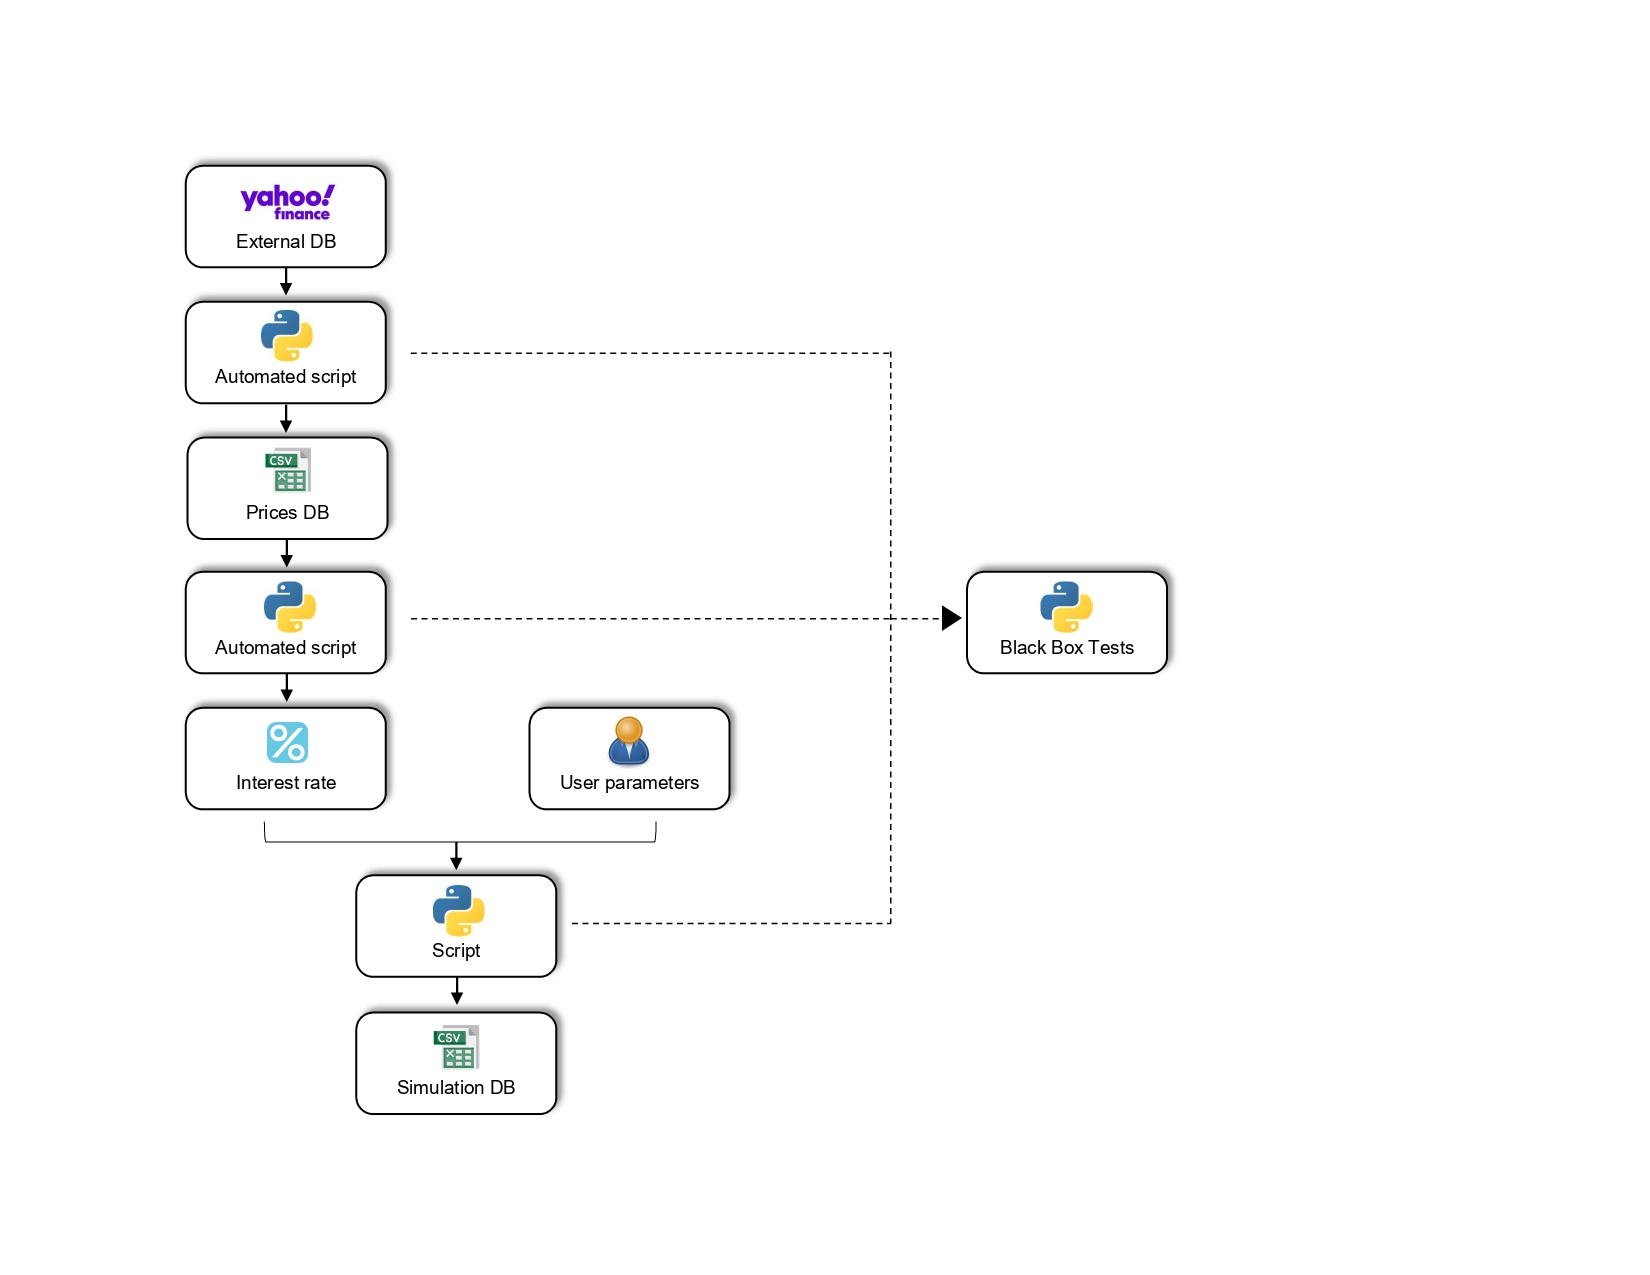 yahoo!
finance
External DB
Automated script
CSV
Prices DB
Automated script
Black Box Tests
%
Interest rate
User parameters
Script
CSV
Simulation DB